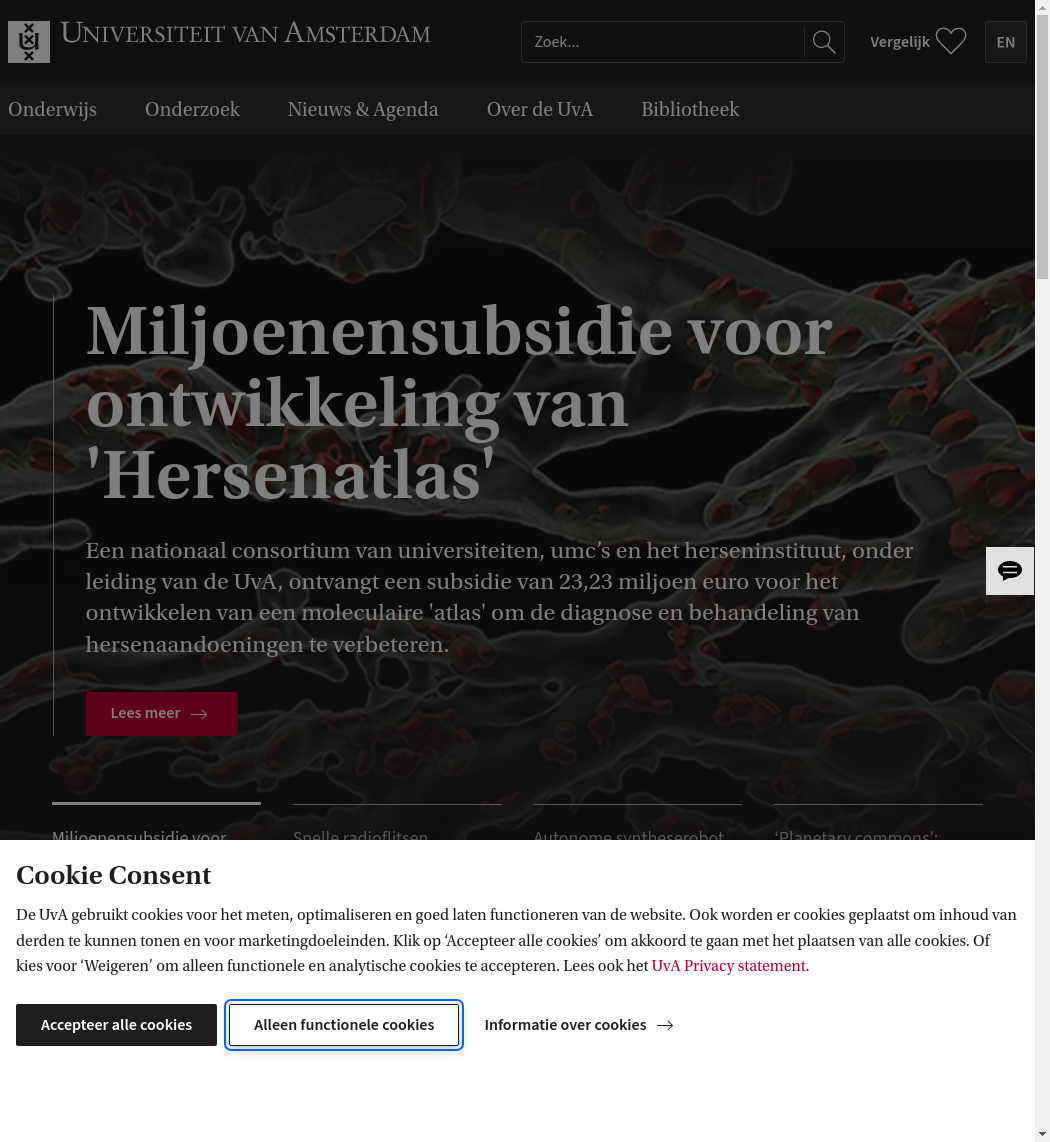 UNIVERSITEIT VAN AMSTERDAM
Zoek...
Vergelijk
EN
Onderwijs
Onderzoek
Nieuws & Agenda
Over de UvA
Bibliotheek
Miljoenensubsidie voor
ontwikkeling van
'Hersenatlas'
Een nationaal consortium van universiteiten, umc’s en het herseninstituut, onder
leiding van de UvA, ontvangt een subsidie van 23,23 miljoen euro voor het
ontwikkelen van een moleculaire 'atlas' om de diagnose en behandeling van
hersenaandoeningen te verbeteren.
Lees meer
Miljoenensubsidie voor
Snelle radioflitsen
Autonome syntheserobot
‘Planetary commons’:
Cookie Consent
De UvA gebruikt cookies voor het meten, optimaliseren en goed laten functioneren van de website. Ook worden er cookies geplaatst om inhoud van
derden te kunnen tonen en voor marketingdoeleinden. Klik op ‘Accepteer alle cookies’ om akkoord te gaan met het plaatsen van alle cookies. Of
kies voor ‘Weigeren’ om alleen functionele en analytische cookies te accepteren. Lees ook het UvA Privacy statement.
Accepteer alle cookies
Alleen functionele cookies
Informatie over cookies